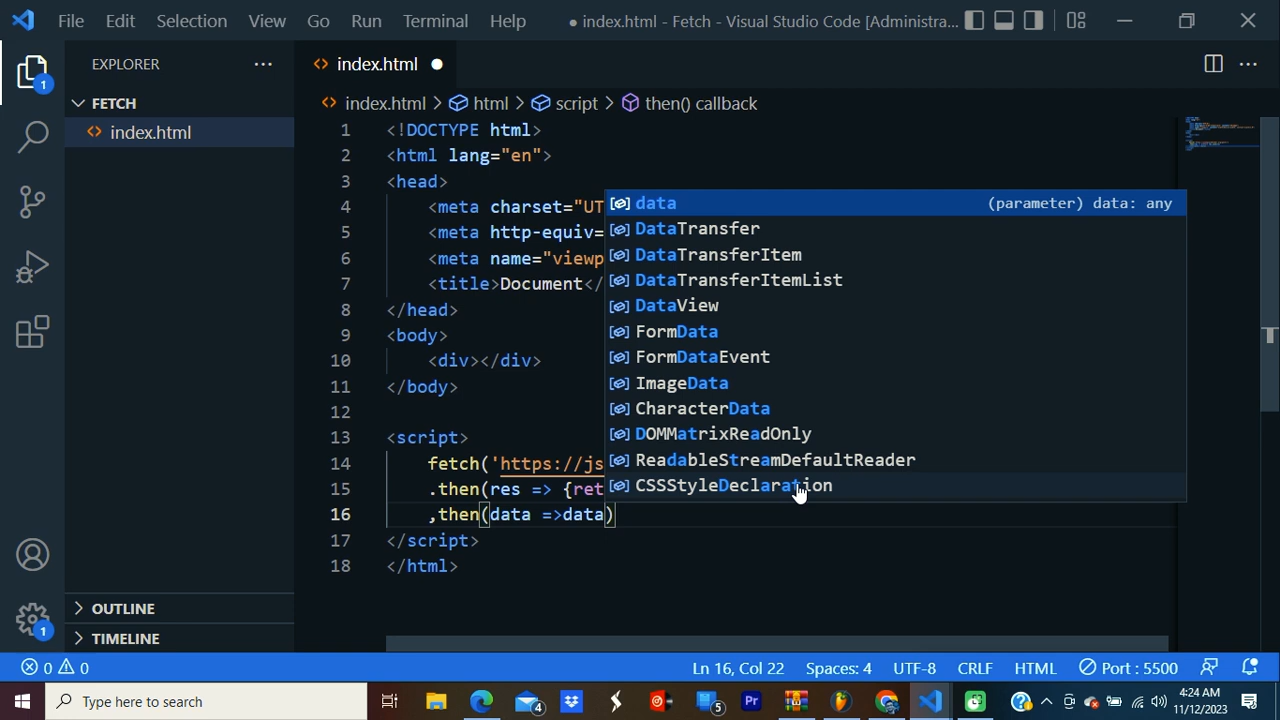 File Edit Selection View Go Run Terminal Help ● index.html - Fetch - Visual Studio Code [Administra...
EXPLORER ...
FETCH
index.html
1
1
index.html
index.html > html > script > then() callback
1 <!DOCTYPE html>
2 <html lang="en">
3 <head>
4 <meta charset="UT
5 <meta http-equiv=
6 <meta name="viewp
7 <title>Document</
8 </head>
9 <body>
10 <div></div>
11 </body>
12
13 <script>
14 fetch('https://js
15 .then(res => {ret
16 ,then(data =>data)
17 </script>
18 </html>
data (parameter) data: any
DataTransfer
DataTransferItem
DataTransferItemList
DataView
FormData
FormDataEvent
ImageData
CharacterData
DOMMatrixReadOnly
ReadableStreamDefaultReader
CSSStyleDeclaration
OUTLINE
TIMELINE
0 0 Ln 16, Col 22 Spaces: 4 UTF-8 CRLF HTML Port : 5500
Type here to search 4 5 Pr 4:24 AM
11/12/2023